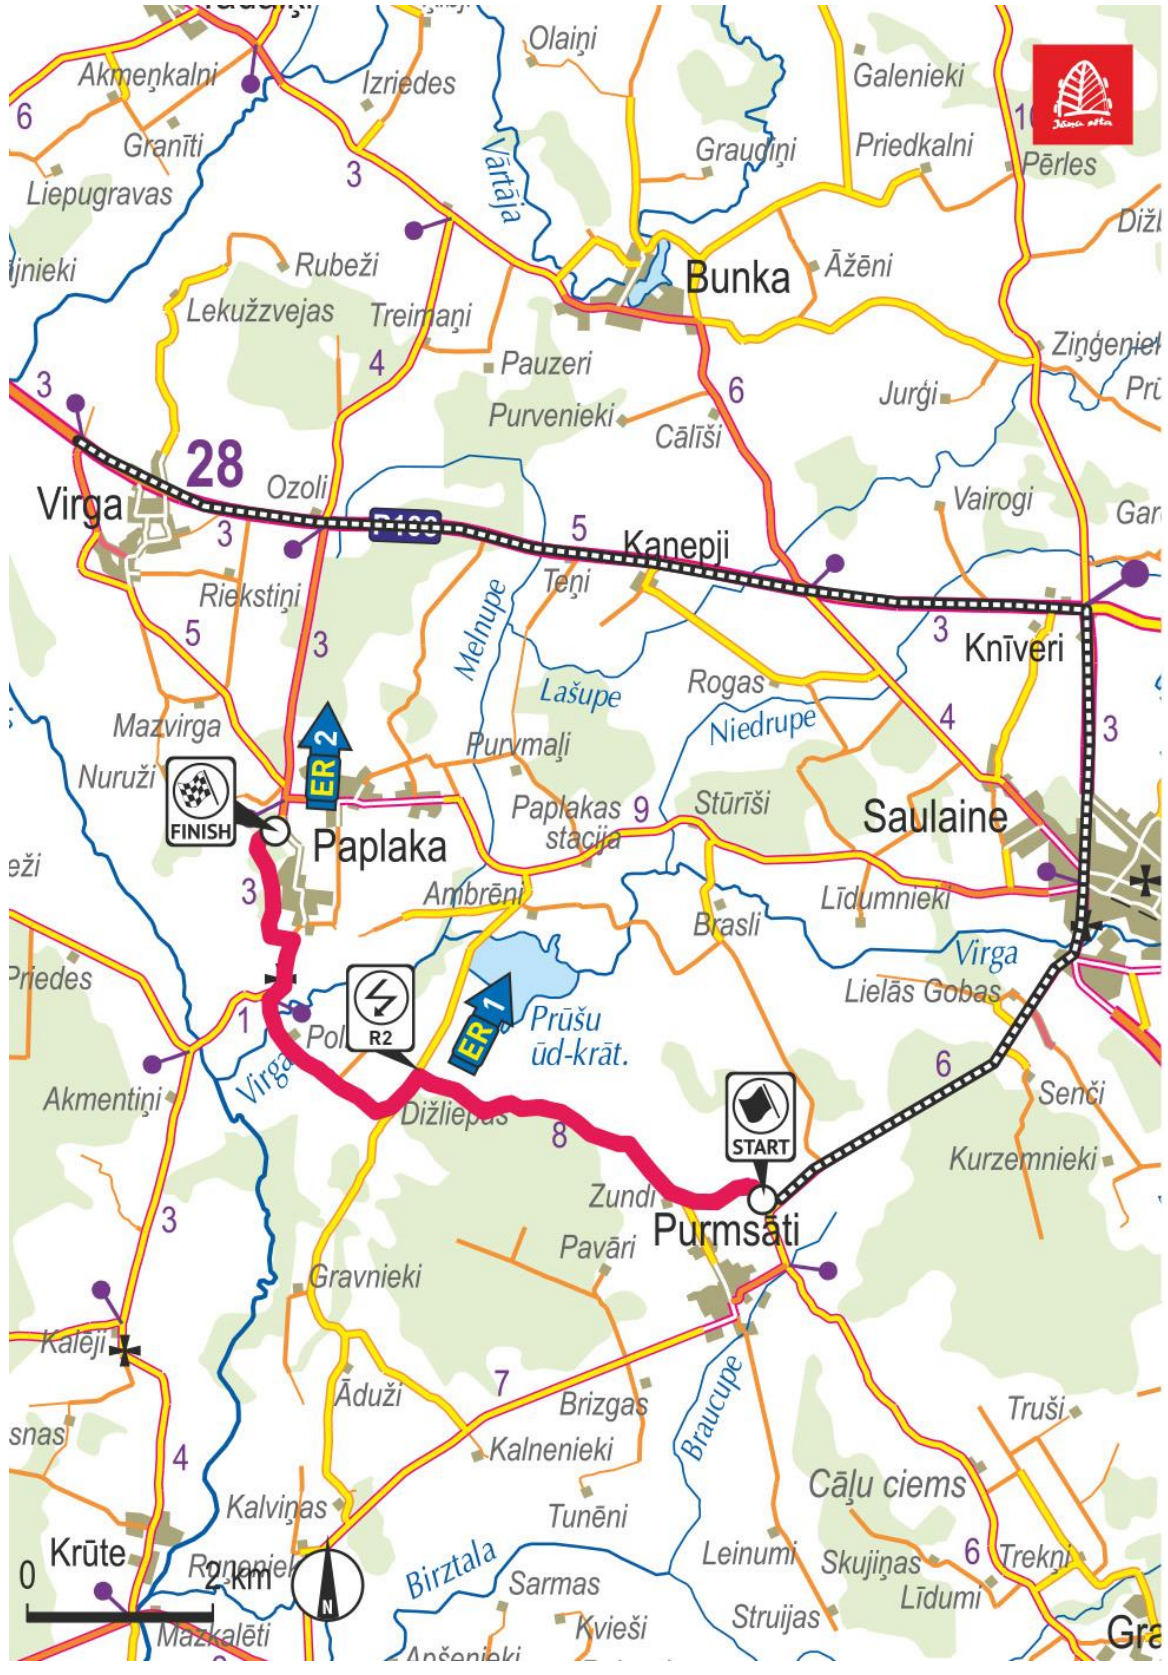 Olaiņi
Akmeņkalni
Izriedes
Galenieki
6
Granīti
Jāņa sēta
3
Vārtāja
Graudiņi
Priedkalni
Pērles
Liepugravas
Rubeži
Bunka
Āžēni
Lekužzvejas
Treimaņi
3
4
Pauzeri
6
Jurģi
Purvenieki
Cālīši
28
Ozoli
Virga
3
5
Kaņepji
Vairogi
Riekstiņi
Teņi
5
3
Melnupe
3
Knīveri
Lašupe
Rogas
Niedrupe
4
3
Mazvirga
ER 2
Purvmaļi
Nuruži
FINISH
Paplaka
Paplakas
stacija
9
Stūrīši
Saulaine
3
Ambrēni
Brasli
Līdumnieki
Virga
Priedes
Lielās Gobas
1
R2
ER 1
Prūšu
ūd-krāt.
Virga
6
Akmentiņi
Dižliepas
8
START
Senči
Kurzemnieki
3
Zundi
Purmsāti
Pavāri
Gravnieki
Kalēji
Āduži
7
Brizgas
Braucupe
Truši
4
Kalnenieki
Cāļu ciems
Kalviņas
Tunēni
Krūte
0
2 km
N
Birztala
Leinumi
Skujiņas
6
Trekņi
Sarmas
Līdumi
Struijas
Mazkalēti
Kvieši